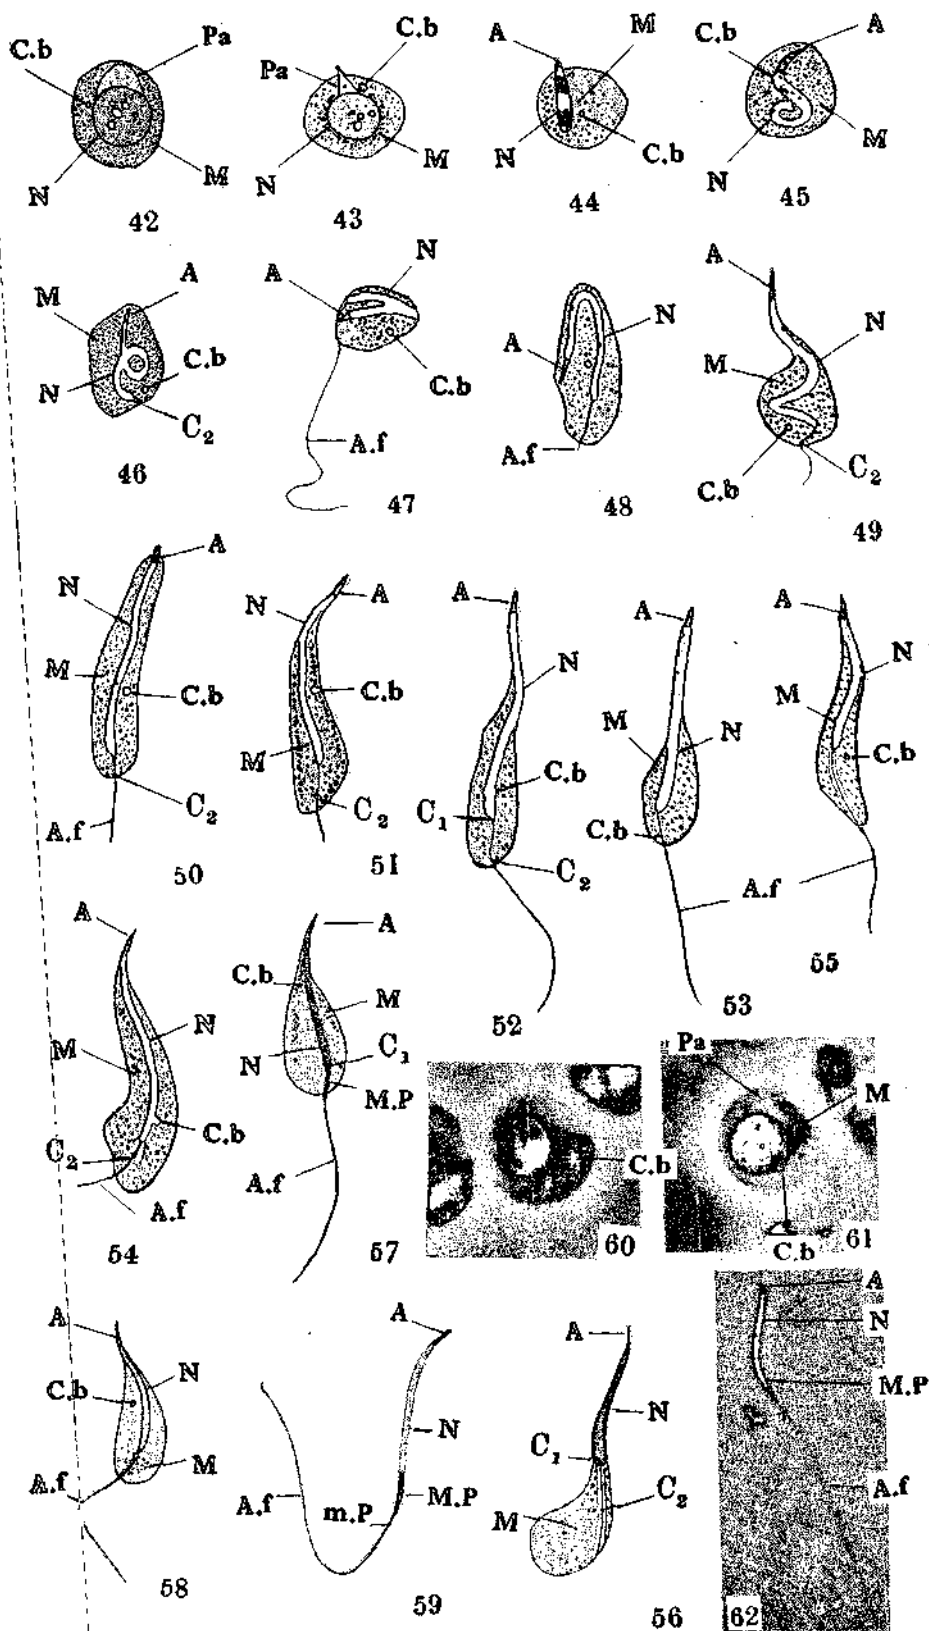 C.b Pa
N M
42
C.b
Pa
N M
43
A M
N C.b
44
C.b A
M
N
45
A
M
C.b
N
C₂
46
N
A
C.b
A.f
47
N
A
A.f
48
A
N
M
C.b C₂
49
A
N
M C.b
C₂
A.f
50
N A
C.b
M
C₂
51
A
N
C.b
C₁
C₂
52
A
M N
C.b
A.f
53
A
N
M
C.b
55
A
N
M
C.b
C₂
A.f
54
A
C.b
M
N C₁
M.P
A.f
57
C.b
60
Pa
M
C.b
61
A
N
C.b
M
A.f
58
A
N
A.f m.P M.P
59
A
N
C₁
C₂
M
56
A
N
M.P
A.f
62